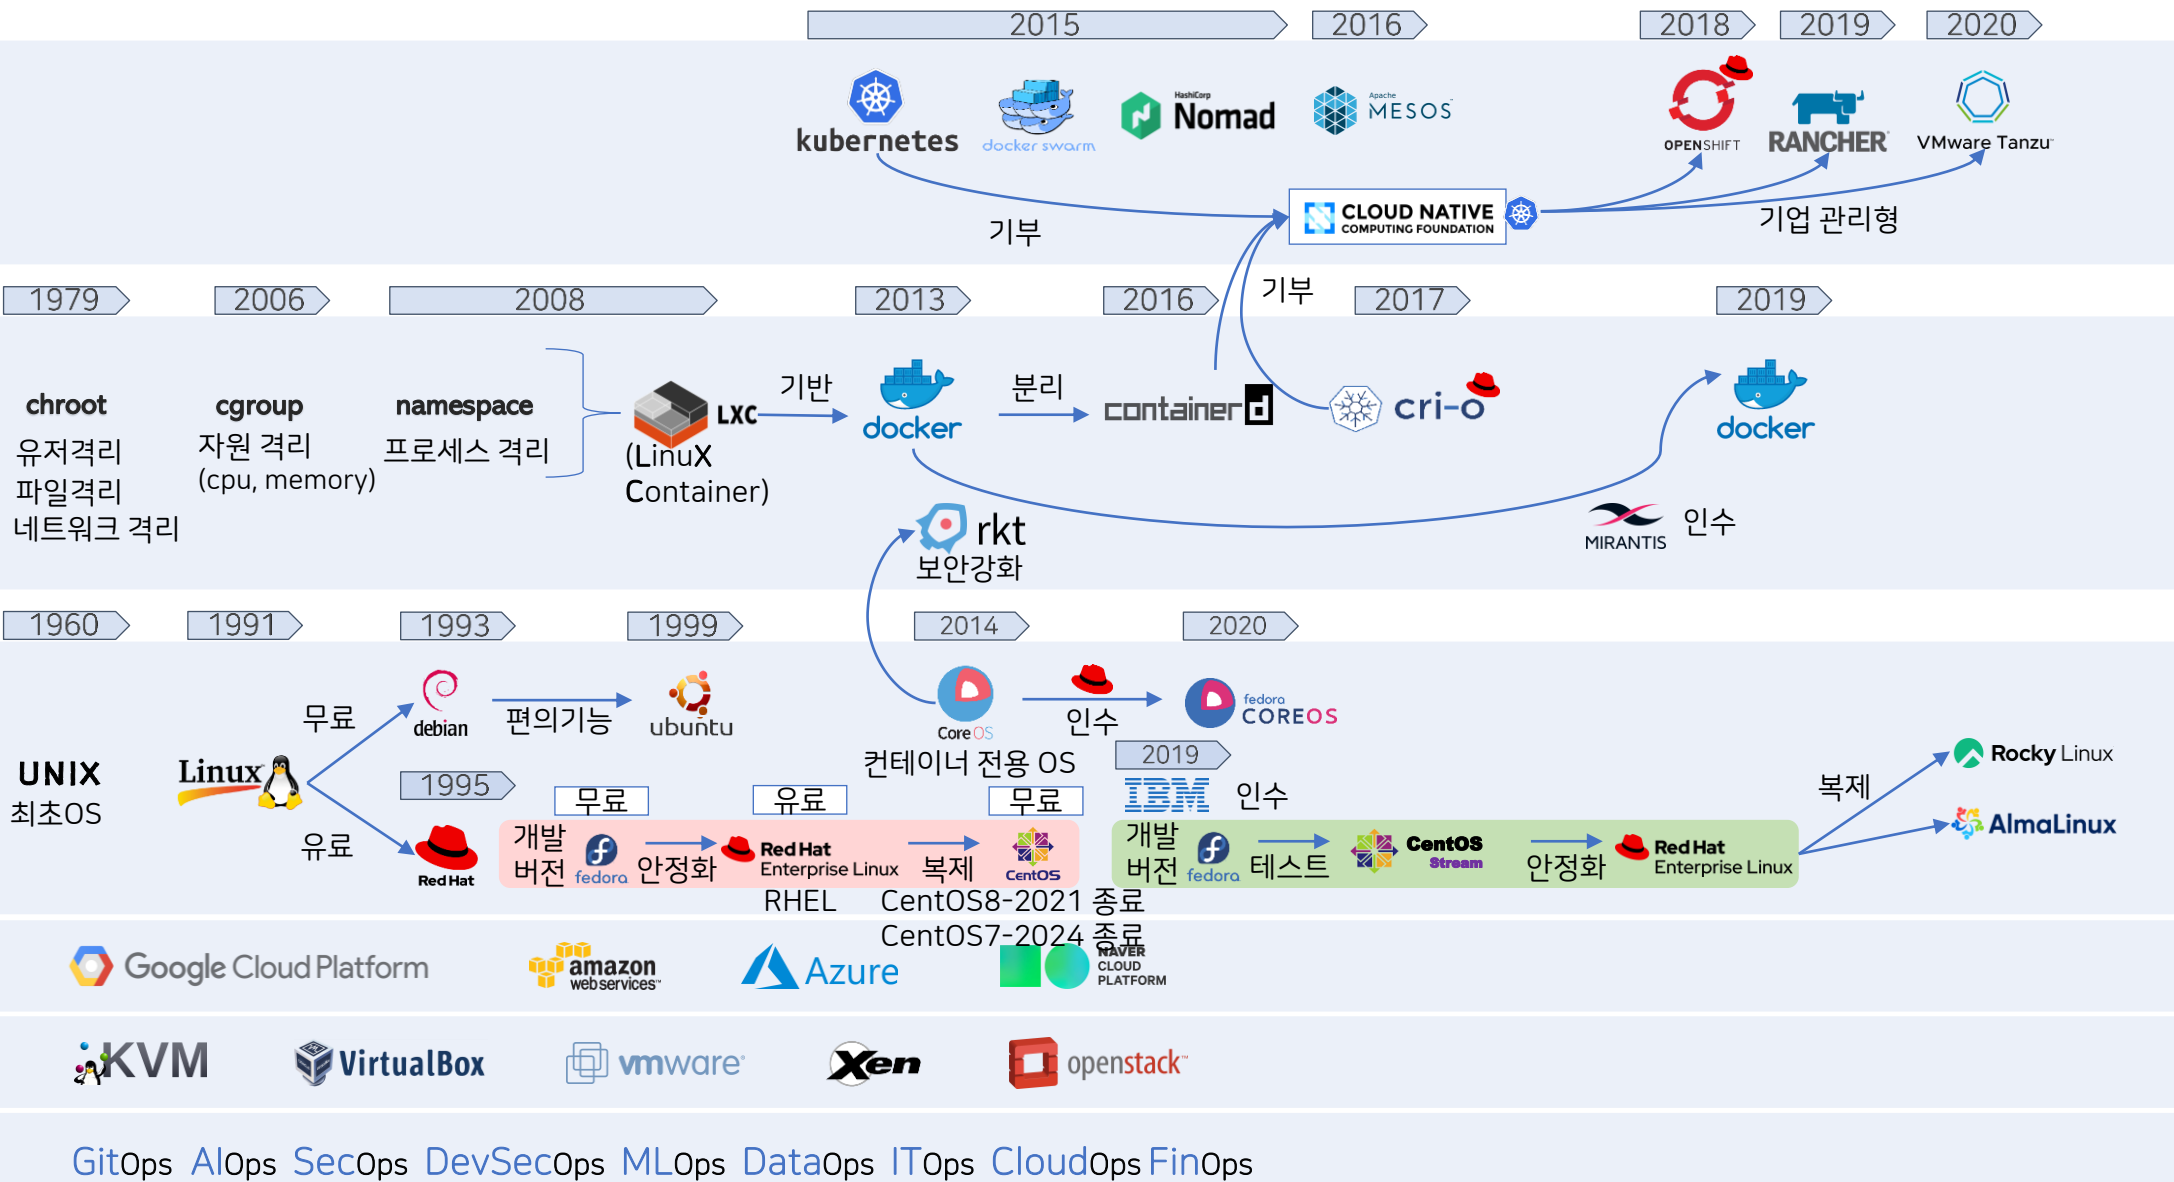 2015
2016
2018
2019
2020
kubernetes
docker swarm
HashiCorp
Nomad
Apache
MESOS
OPENSHIFT
RANCHER
VMware Tanzu™
기부
CLOUD NATIVE
COMPUTING FOUNDATION
기업 관리형
기부
1979
2006
2008
2013
2016
2017
2019
chroot
유저격리
파일격리
네트워크 격리
cgroup
자원 격리
(cpu, memory)
namespace
프로세스 격리
LXC
(LinuX
Container)
기반
docker
분리
containerd
cri-o
docker
rkt
보안강화
MIRANTIS
인수
1960
1991
1993
1999
2014
2020
UNIX
최초OS
Linux
무료
유료
debian
편의기능
ubuntu
Core OS
컨테이너 전용 OS
인수
fedora
COREOS
1995
Red Hat
무료
유료
무료
개발
버전
fedora
안정화
Red Hat
Enterprise Linux
RHEL
복제
CentOS
CentOS8-2021 종료
CentOS7-2024 종료
2019
IBM
인수
개발
버전
fedora
테스트
CentOS
Stream
안정화
Red Hat
Enterprise Linux
복제
Rocky Linux
AlmaLinux
Google Cloud Platform
amazon
web services™
Azure
NAVER
CLOUD
PLATFORM
KVM
VirtualBox
vmware®
Xen
openstack™
GitOps AIOps SecOps DevSecOps MLOps DataOps ITOps CloudOps FinOps